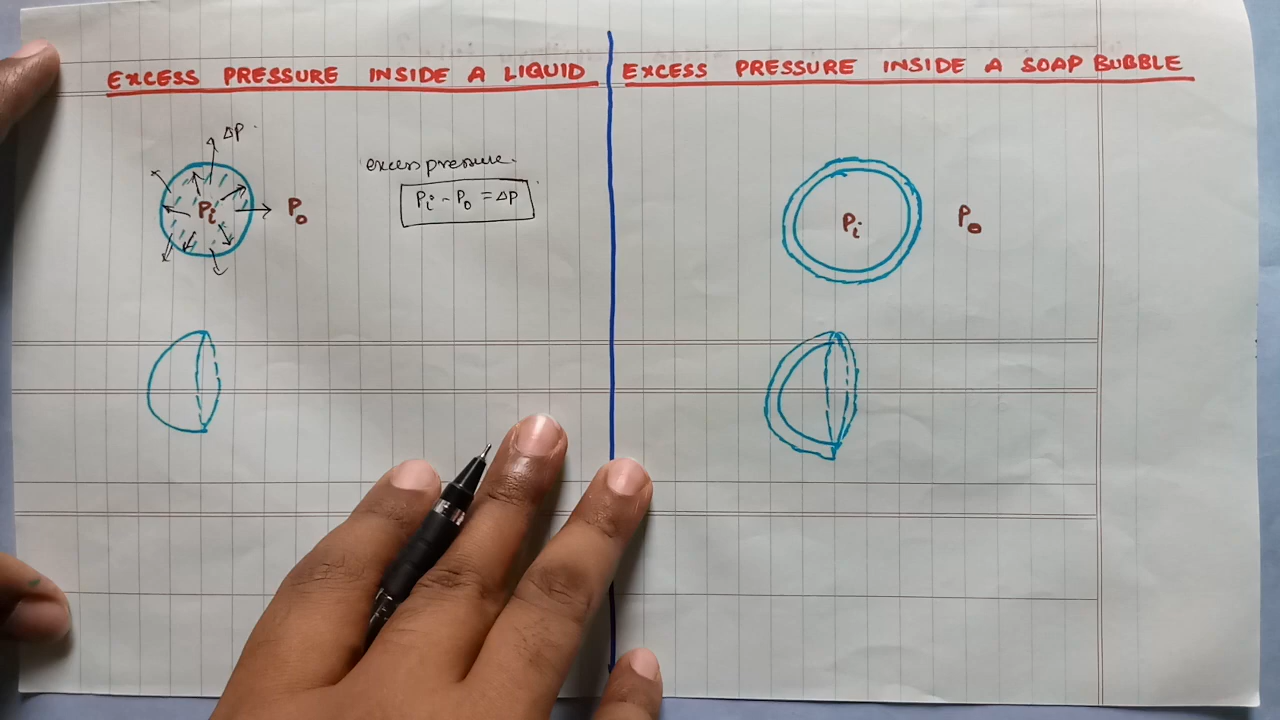 EXCESS PRESSURE INSIDE A LIQUID
ΔP
excess pressure.
Pi - Po = ΔP
Pi
Po
EXCESS PRESSURE INSIDE A SOAP BUBBLE
Pi
Po